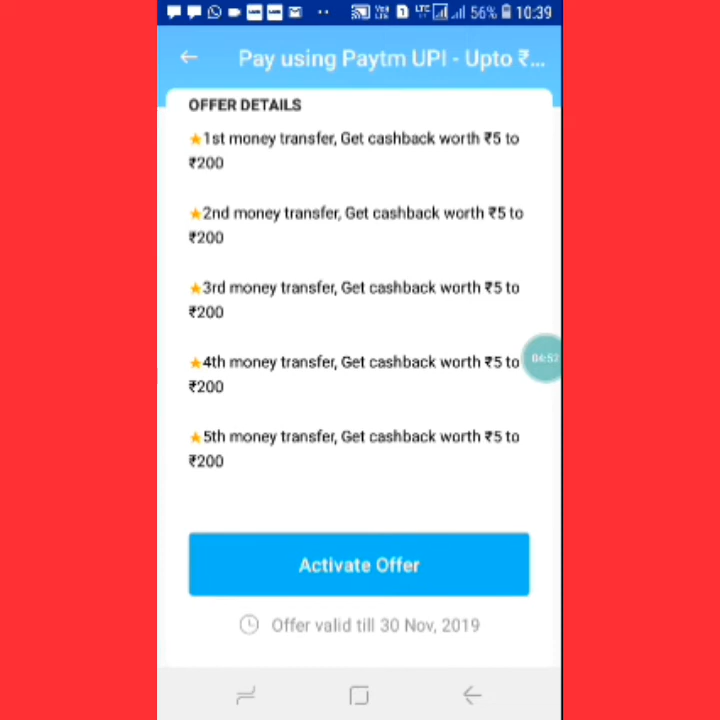 56% 10:39
Pay using Paytm UPI - Upto ₹...
OFFER DETAILS
⭐1st money transfer, Get cashback worth ₹5 to
₹200
⭐2nd money transfer, Get cashback worth ₹5 to
₹200
⭐3rd money transfer, Get cashback worth ₹5 to
₹200
⭐4th money transfer, Get cashback worth ₹5 to
₹200
04:52
⭐5th money transfer, Get cashback worth ₹5 to
₹200
Activate Offer
Offer valid till 30 Nov, 2019